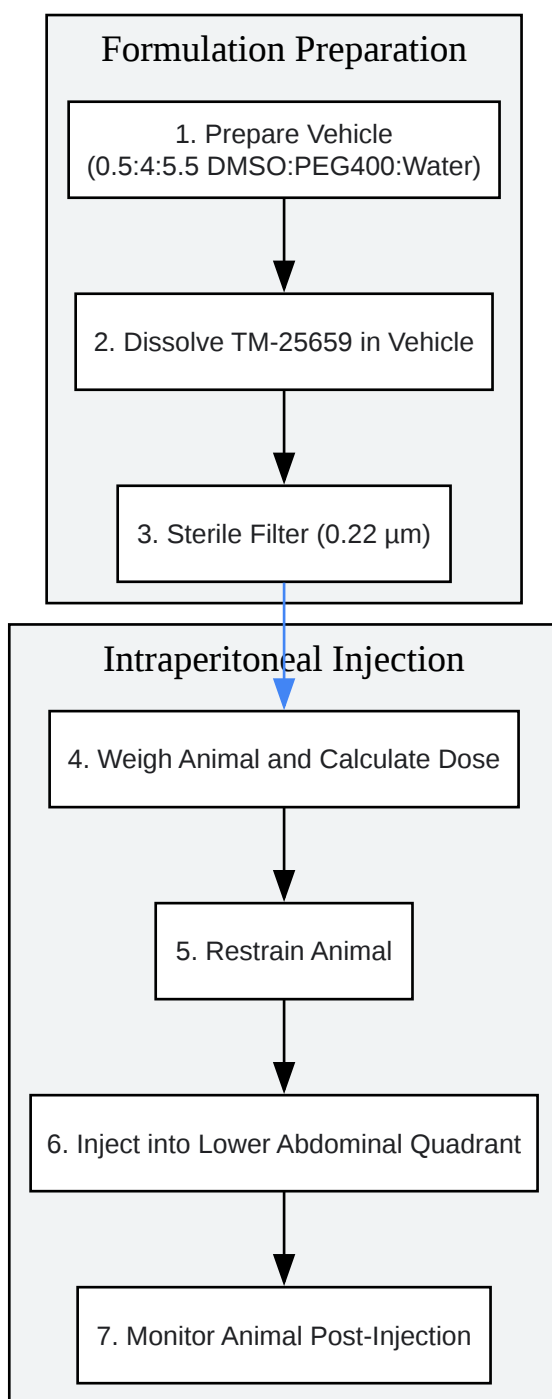 Formulation Preparation
1. Prepare Vehicle
(0.5:4:5.5 DMSO:PEG400:Water)
2. Dissolve TM-25659 in Vehicle
3. Sterile Filter (0.22 µm)
Intraperitoneal Injection
4. Weigh Animal and Calculate Dose
5. Restrain Animal
6. Inject into Lower Abdominal Quadrant
7. Monitor Animal Post-Injection